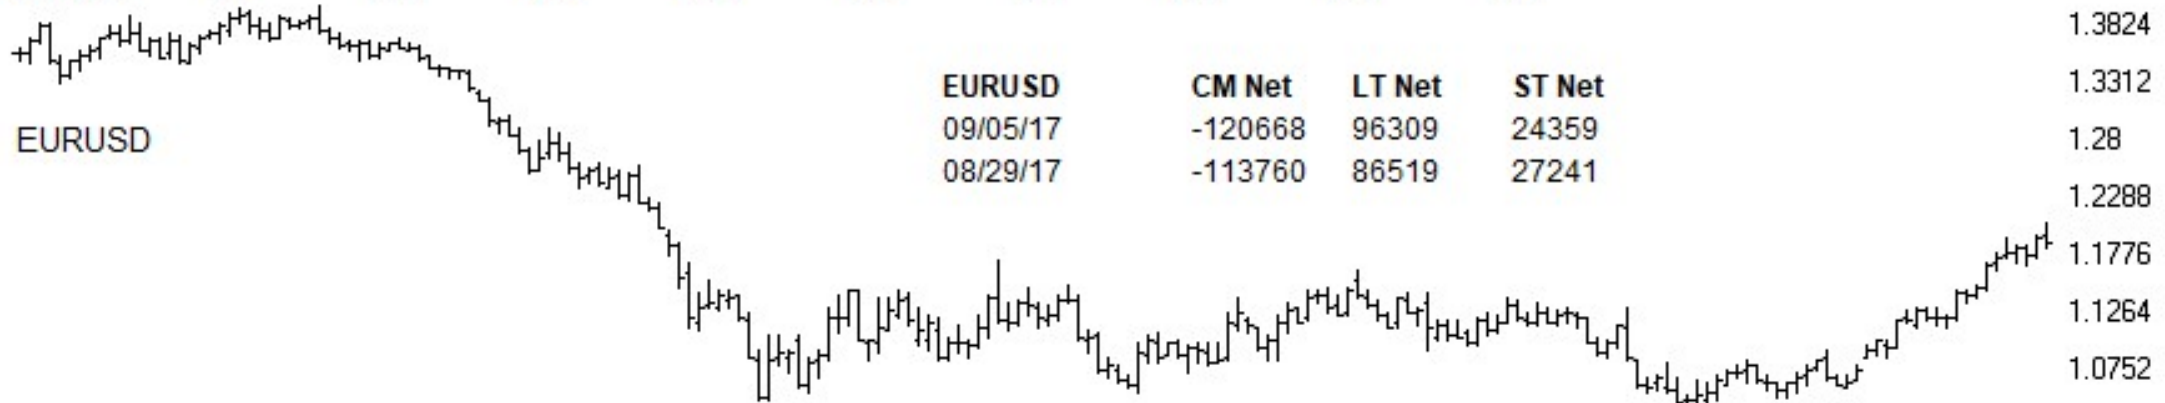 1.3824
EURUSD CM Net LT Net ST Net
1.3312
09/05/17 -120668 96309 24359
EURUSD
1.28
08/29/17 -113760 86519 27241
1.2288
1.1776
1.1264
1.0752